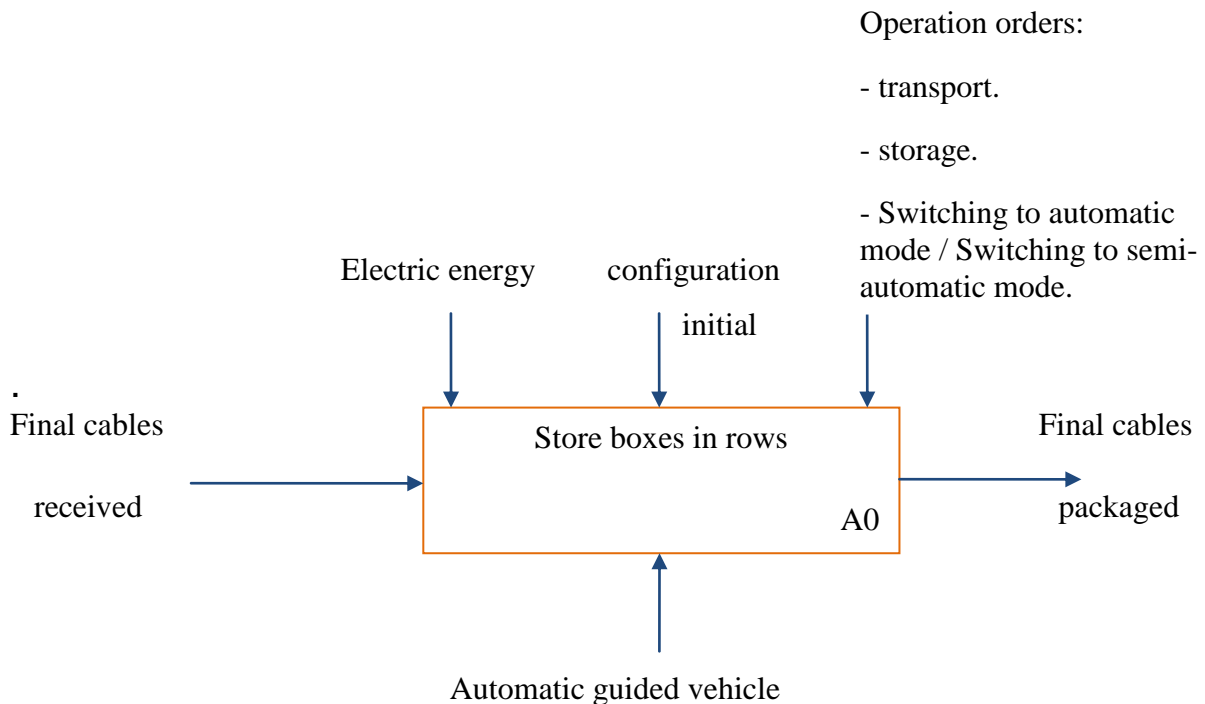 Operation orders:
- transport.
- storage.
- Switching to automatic
mode / Switching to semi-
automatic mode.
Electric energy
configuration
initial
.
Final cables
received
Store boxes in rows
A0
Final cables
packaged
Automatic guided vehicle